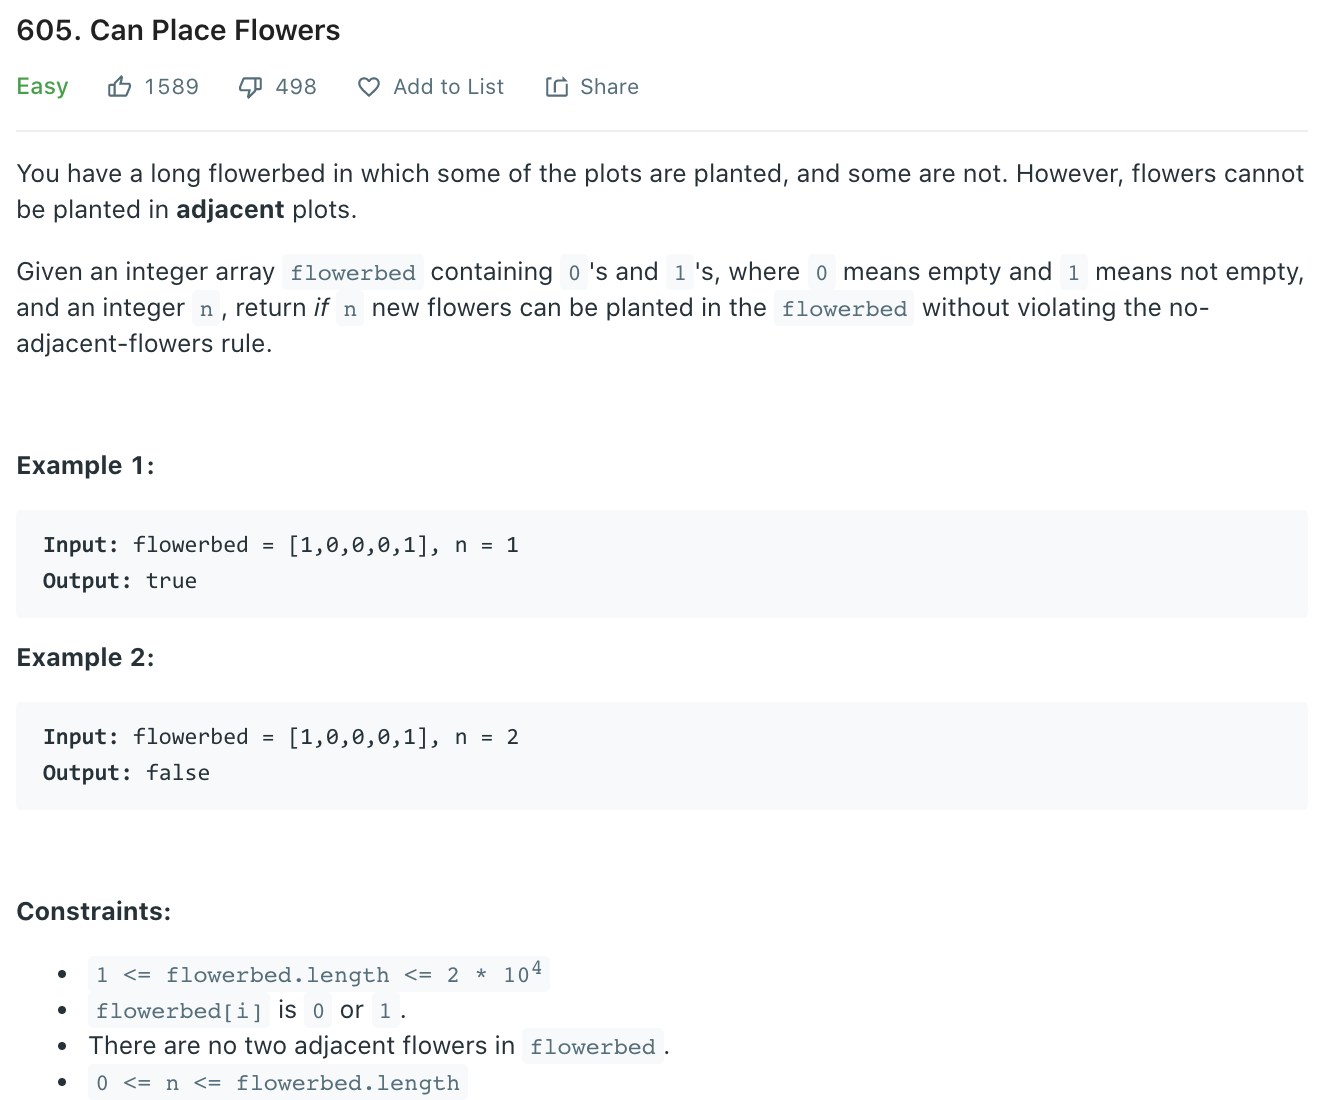 605. Can Place Flowers
Easy 1589 498 Add to List Share
You have a long flowerbed in which some of the plots are planted, and some are not. However, flowers cannot
be planted in adjacent plots.
Given an integer array flowerbed containing 0 's and 1 's, where 0 means empty and 1 means not empty,
and an integer n , return if n new flowers can be planted in the flowerbed without violating the no-
adjacent-flowers rule.
Example 1:
Input: flowerbed = [1,0,0,0,1], n = 1
Output: true
Example 2:
Input: flowerbed = [1,0,0,0,1], n = 2
Output: false
Constraints:
• 1 <= flowerbed.length <= 2 * 10⁴
• flowerbed[i] is 0 or 1 .
• There are no two adjacent flowers in flowerbed .
• 0 <= n <= flowerbed.length